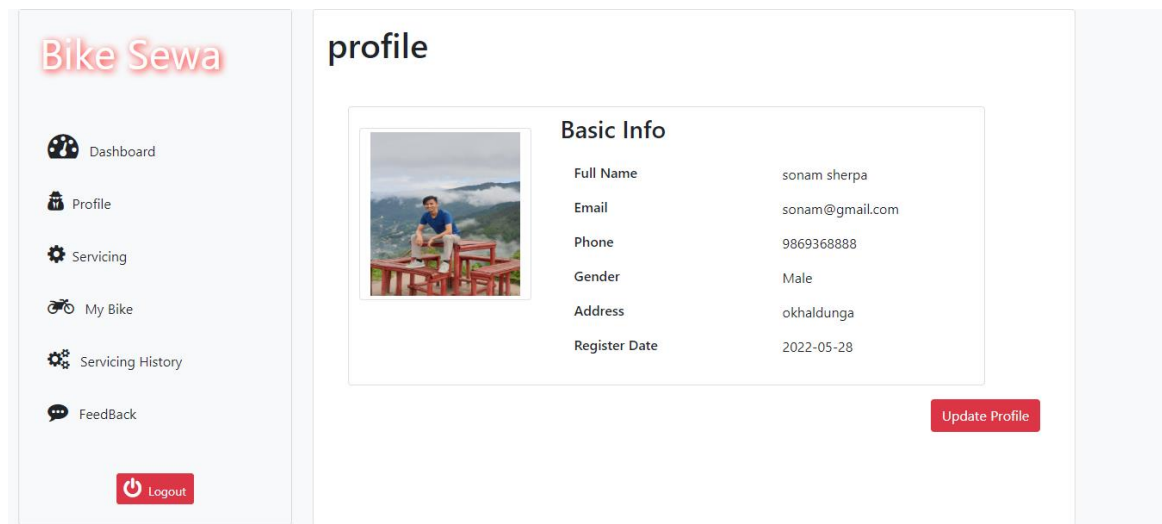 Bike Sewa
Dashboard
Profile
Servicing
My Bike
Servicing History
FeedBack
Logout
profile
Basic Info
Full Name sonam sherpa
Email sonam@gmail.com
Phone 9869368888
Gender Male
Address okhaldunga
Register Date 2022-05-28
Update Profile